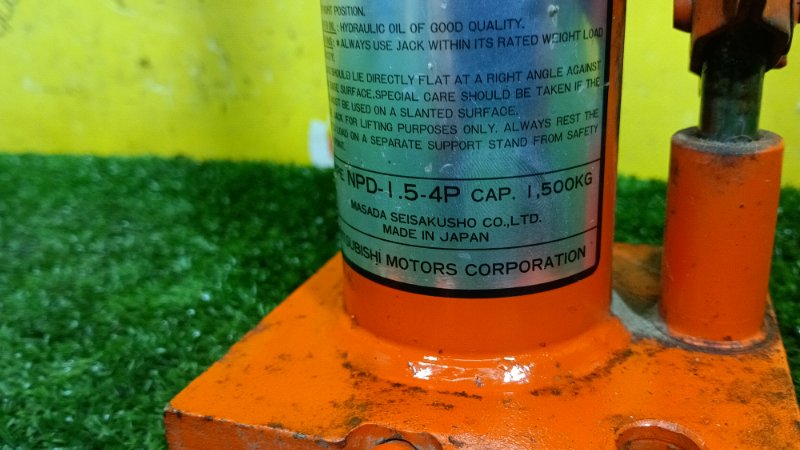 POSITION.
: HYDRAULIC OIL OF GOOD QUALITY.
: • ALWAYS USE JACK WITHIN ITS RATED WEIGHT LOAD
SHOULD LIE DIRECTLY FLAT AT A RIGHT ANGLE AGAINST
SURFACE. SPECIAL CARE SHOULD BE TAKEN IF THE
BE USED ON A SLANTED SURFACE.
JACK FOR LIFTING PURPOSES ONLY. ALWAYS REST THE
LOAD ON A SEPARATE SUPPORT STAND FROM SAFETY
NPD-1.5-4P CAP. 1,500KG
MASADA SEISAKUSHO CO.,LTD.
MADE IN JAPAN
TSUBISHI MOTORS CORPORATION